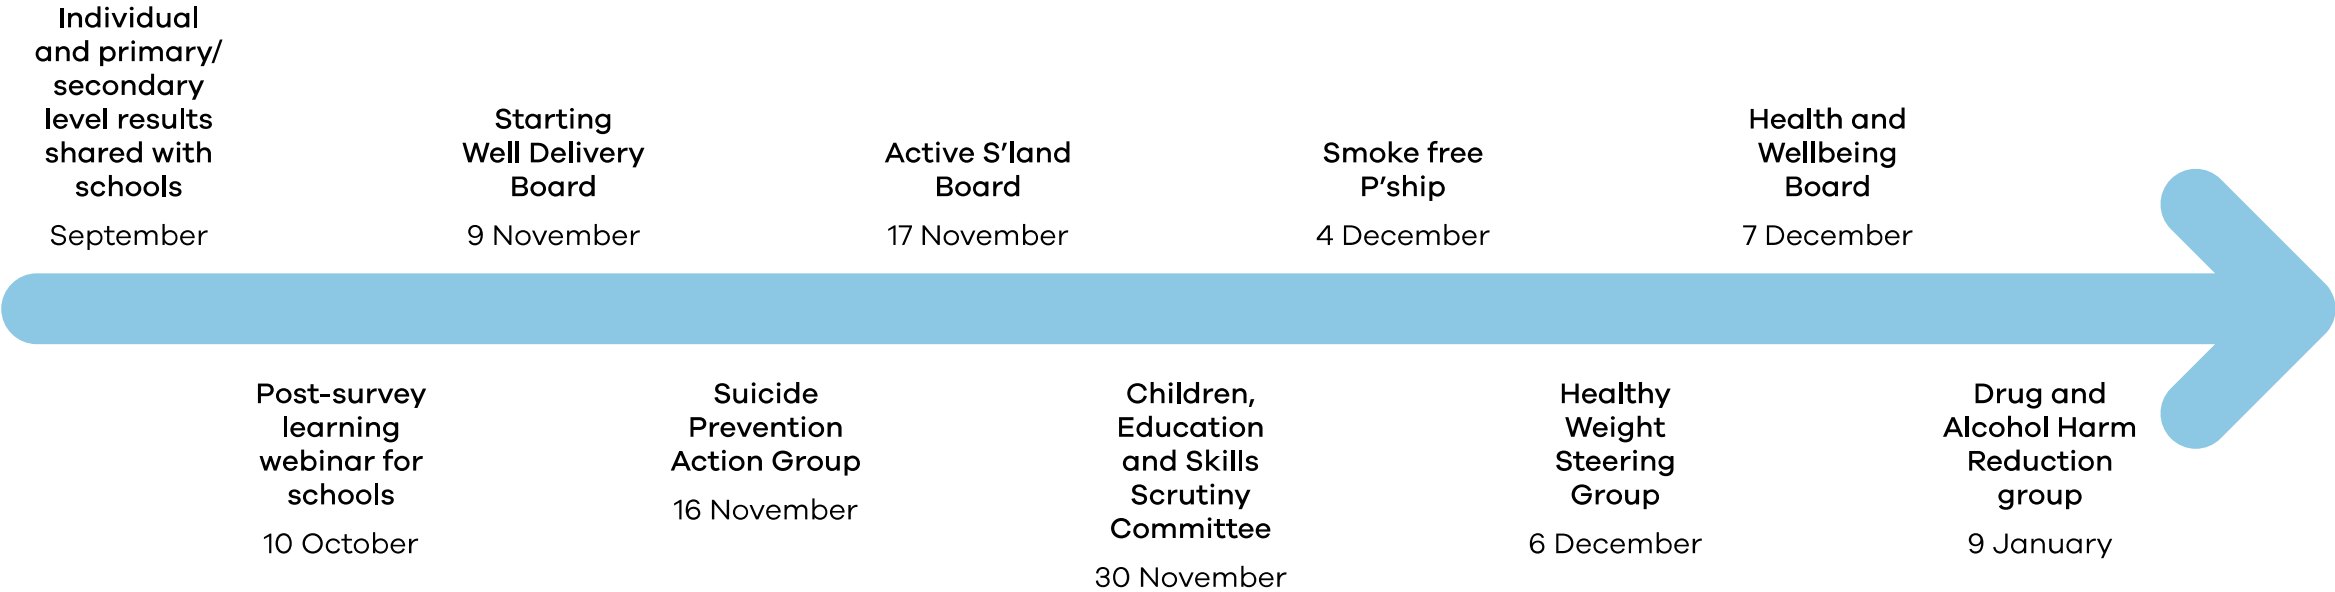 Individual
and primary/
secondary
level results
shared with
schools
September
Post-survey
learning
webinar for
schools
10 October
Starting
Well Delivery
Board
9 November
Suicide
Prevention
Action Group
16 November
Active S’land
Board
17 November
Children,
Education
and Skills
Scrutiny
Committee
30 November
Smoke free
P’ship
4 December
Healthy
Weight
Steering
Group
6 December
Health and
Wellbeing
Board
7 December
Drug and
Alcohol Harm
Reduction
group
9 January